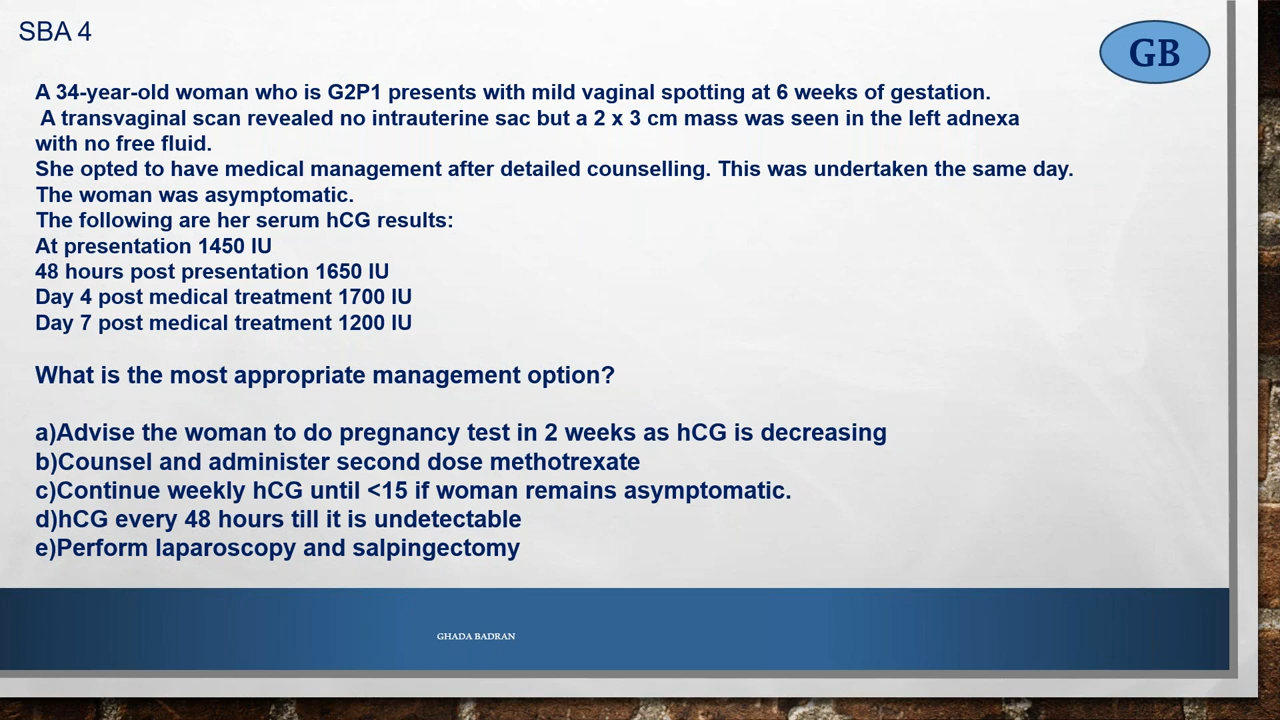 SBA 4
GB
A 34-year-old woman who is G2P1 presents with mild vaginal spotting at 6 weeks of gestation.
A transvaginal scan revealed no intrauterine sac but a 2 x 3 cm mass was seen in the left adnexa
with no free fluid.
She opted to have medical management after detailed counselling. This was undertaken the same day.
The woman was asymptomatic.
The following are her serum hCG results:
At presentation 1450 IU
48 hours post presentation 1650 IU
Day 4 post medical treatment 1700 IU
Day 7 post medical treatment 1200 IU
What is the most appropriate management option?
a)Advise the woman to do pregnancy test in 2 weeks as hCG is decreasing
b)Counsel and administer second dose methotrexate
c)Continue weekly hCG until <15 if woman remains asymptomatic.
d)hCG every 48 hours till it is undetectable
e)Perform laparoscopy and salpingectomy
GHADA BADRAN